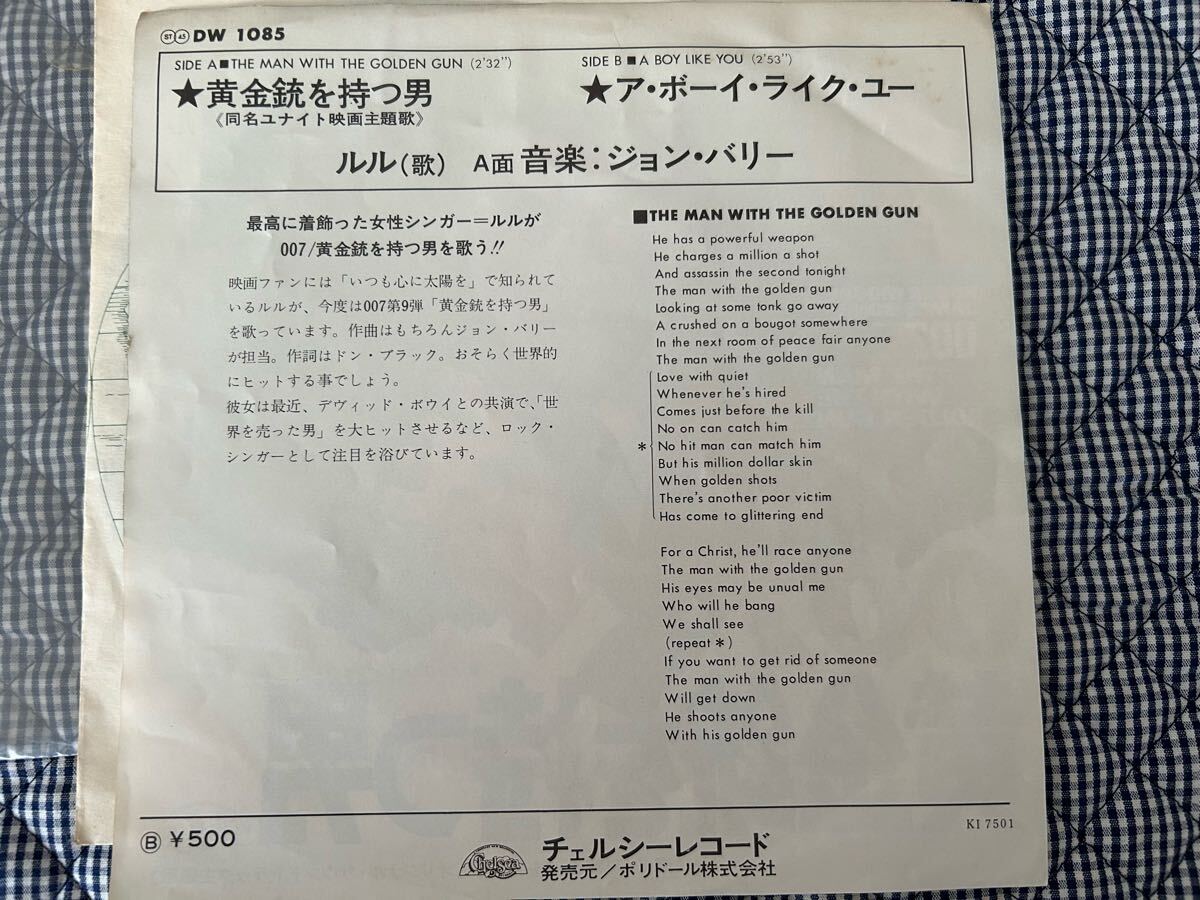 ST 45 DW 1085
SIDE A■THE MAN WITH THE GOLDEN GUN (2'32'')
★黄金銃を持つ男
《同名ユナイト映画主題歌》
SIDE B■A BOY LIKE YOU (2'53'')
★ア・ボーイ・ライク・ユー
ルル(歌) A面 音楽:ジョン・バリー
最高に着飾った女性シンガー=ルルが
007/黄金銃を持つ男を歌う!!
映画ファンには「いつも心に太陽を」で知られて
いるルルが、今度は007第9弾「黄金銃を持つ男」
を歌っています。作曲はもちろんジョン・バリー
が担当。作詞はドン・ブラック。おそらく世界的
にヒットする事でしょう。
彼女は最近、デヴィッド・ボウイとの共演で、「世
界を売った男」を大ヒットさせるなど、ロック・
シンガーとして注目を浴びています。
■THE MAN WITH THE GOLDEN GUN
He has a powerful weapon
He charges a million a shot
And assassin the second tonight
The man with the golden gun
Looking at some tonk go away
A crushed on a bougot somewhere
In the next room of peace fair anyone
The man with the golden gun
Love with quiet
Whenever he's hired
Comes just before the kill
No on can catch him
* No hit man can match him
But his million dollar skin
When golden shots
There's another poor victim
Has come to glittering end
For a Christ, he'll race anyone
The man with the golden gun
His eyes may be unual me
Who will he bang
We shall see
(repeat *)
If you want to get rid of someone
The man with the golden gun
Will get down
He shoots anyone
With his golden gun
KI 7501
Ⓑ ¥500
Chelsea
チェルシーレコード
発売元/ポリドール株式会社